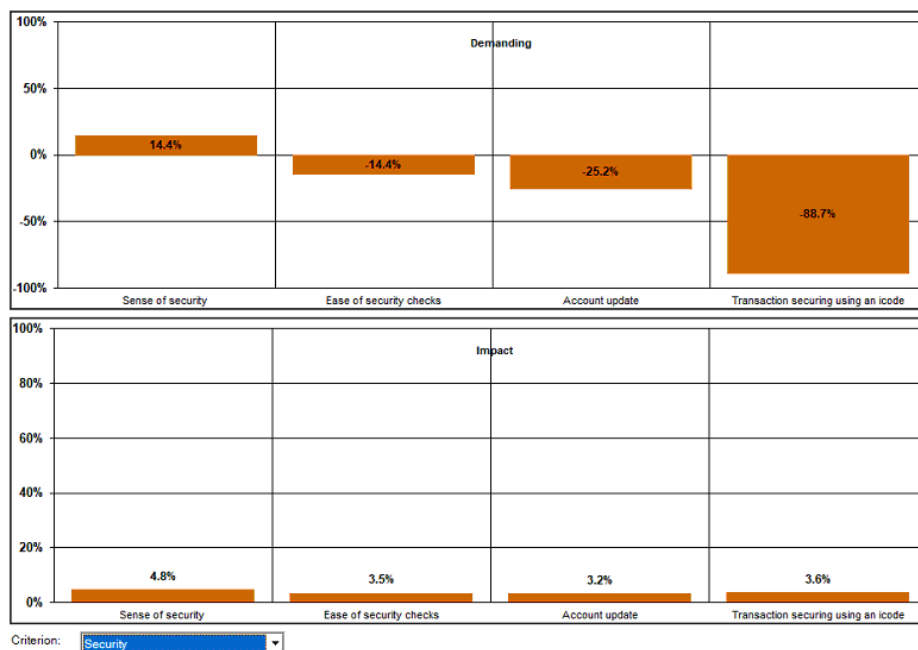 100%
Demanding
50%
14.4%
0%
-14.4%
-25.2%
-50%
-88.7%
-100%
Sense of security
Ease of security checks
Account update
Transaction securing using an icode
100%
Impact
80%
60%
40%
20%
4.8%
3.5%
3.2%
3.6%
0%
Sense of security
Ease of security checks
Account update
Transaction securing using an icode
Criterion:
Security